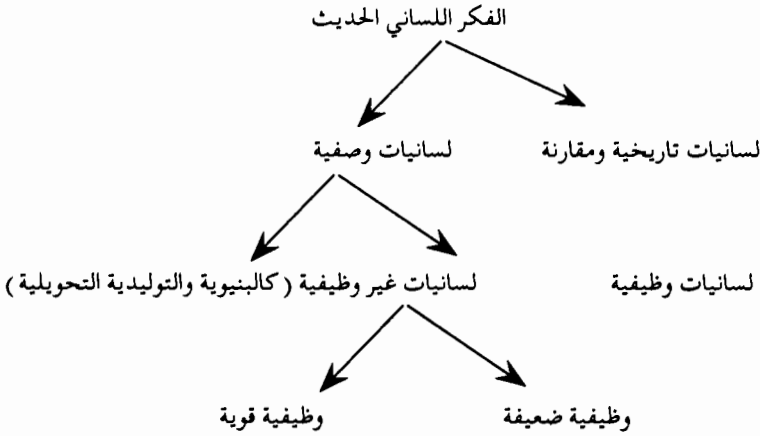 الفكر اللساني الحديث
لسانيات تاريخية ومقارنة
لسانيات وصفية
لسانيات وظيفية
لسانيات غير وظيفية (كالبنيوية والتوليدية التحويلية)
وظيفية ضعيفة
وظيفية قوية